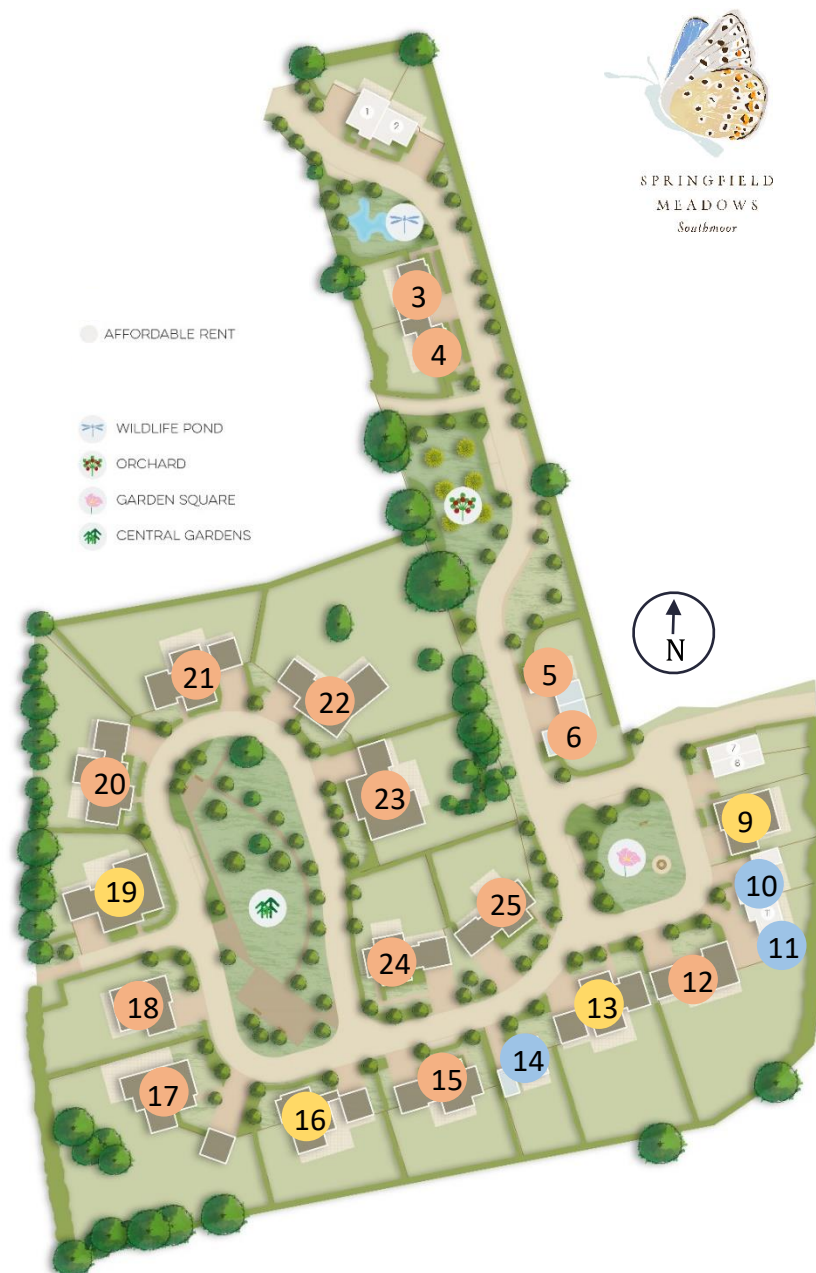 SPRINGFIELD
MEADOWS
Southmoor
1
2
3
4
AFFORDABLE RENT
WILDLIFE POND
ORCHARD
GARDEN SQUARE
CENTRAL GARDENS
N
5
6
7
8
9
10
11
12
13
14
15
16
17
18
19
20
21
22
23
24
25